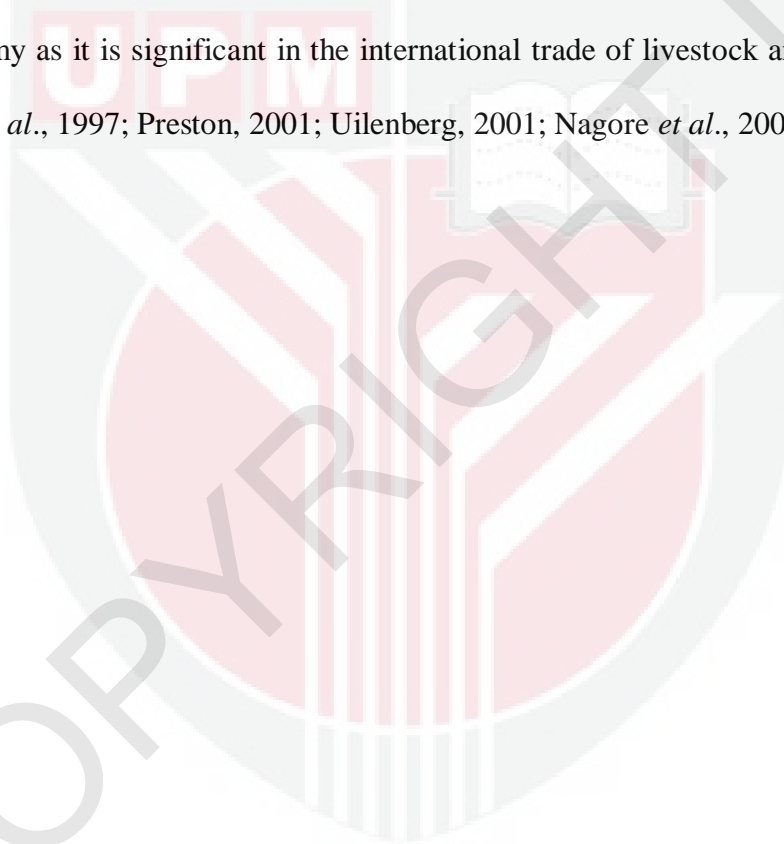 ny as it is significant in the international trade of livestock a
al., 1997; Preston, 2001; Uilenberg, 2001; Nagore et al., 200
UPM
OPYRIGHT